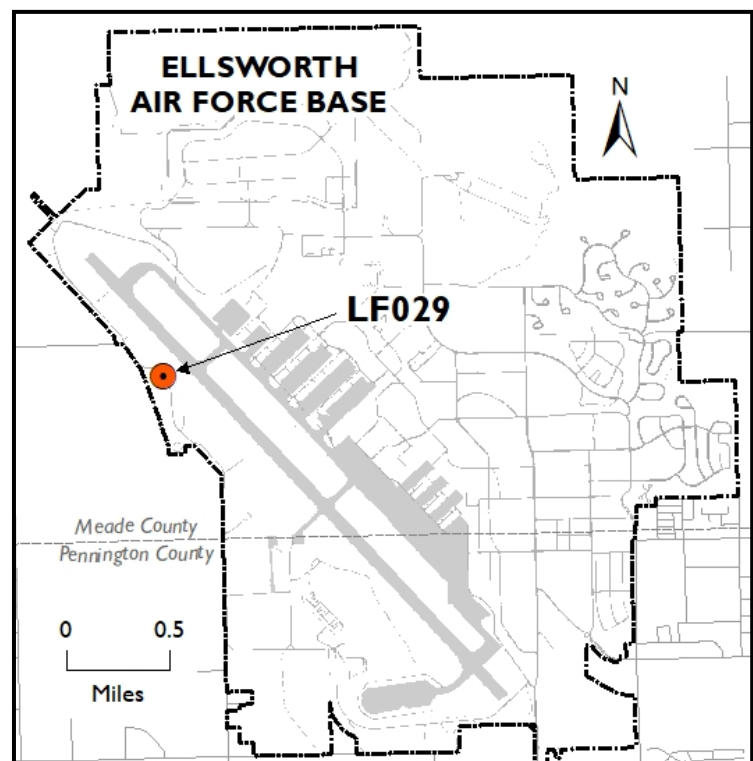 ELLSWORTH
AIR FORCE BASE
N
LF029
Meade County
Pennington County
0 0.5
Miles